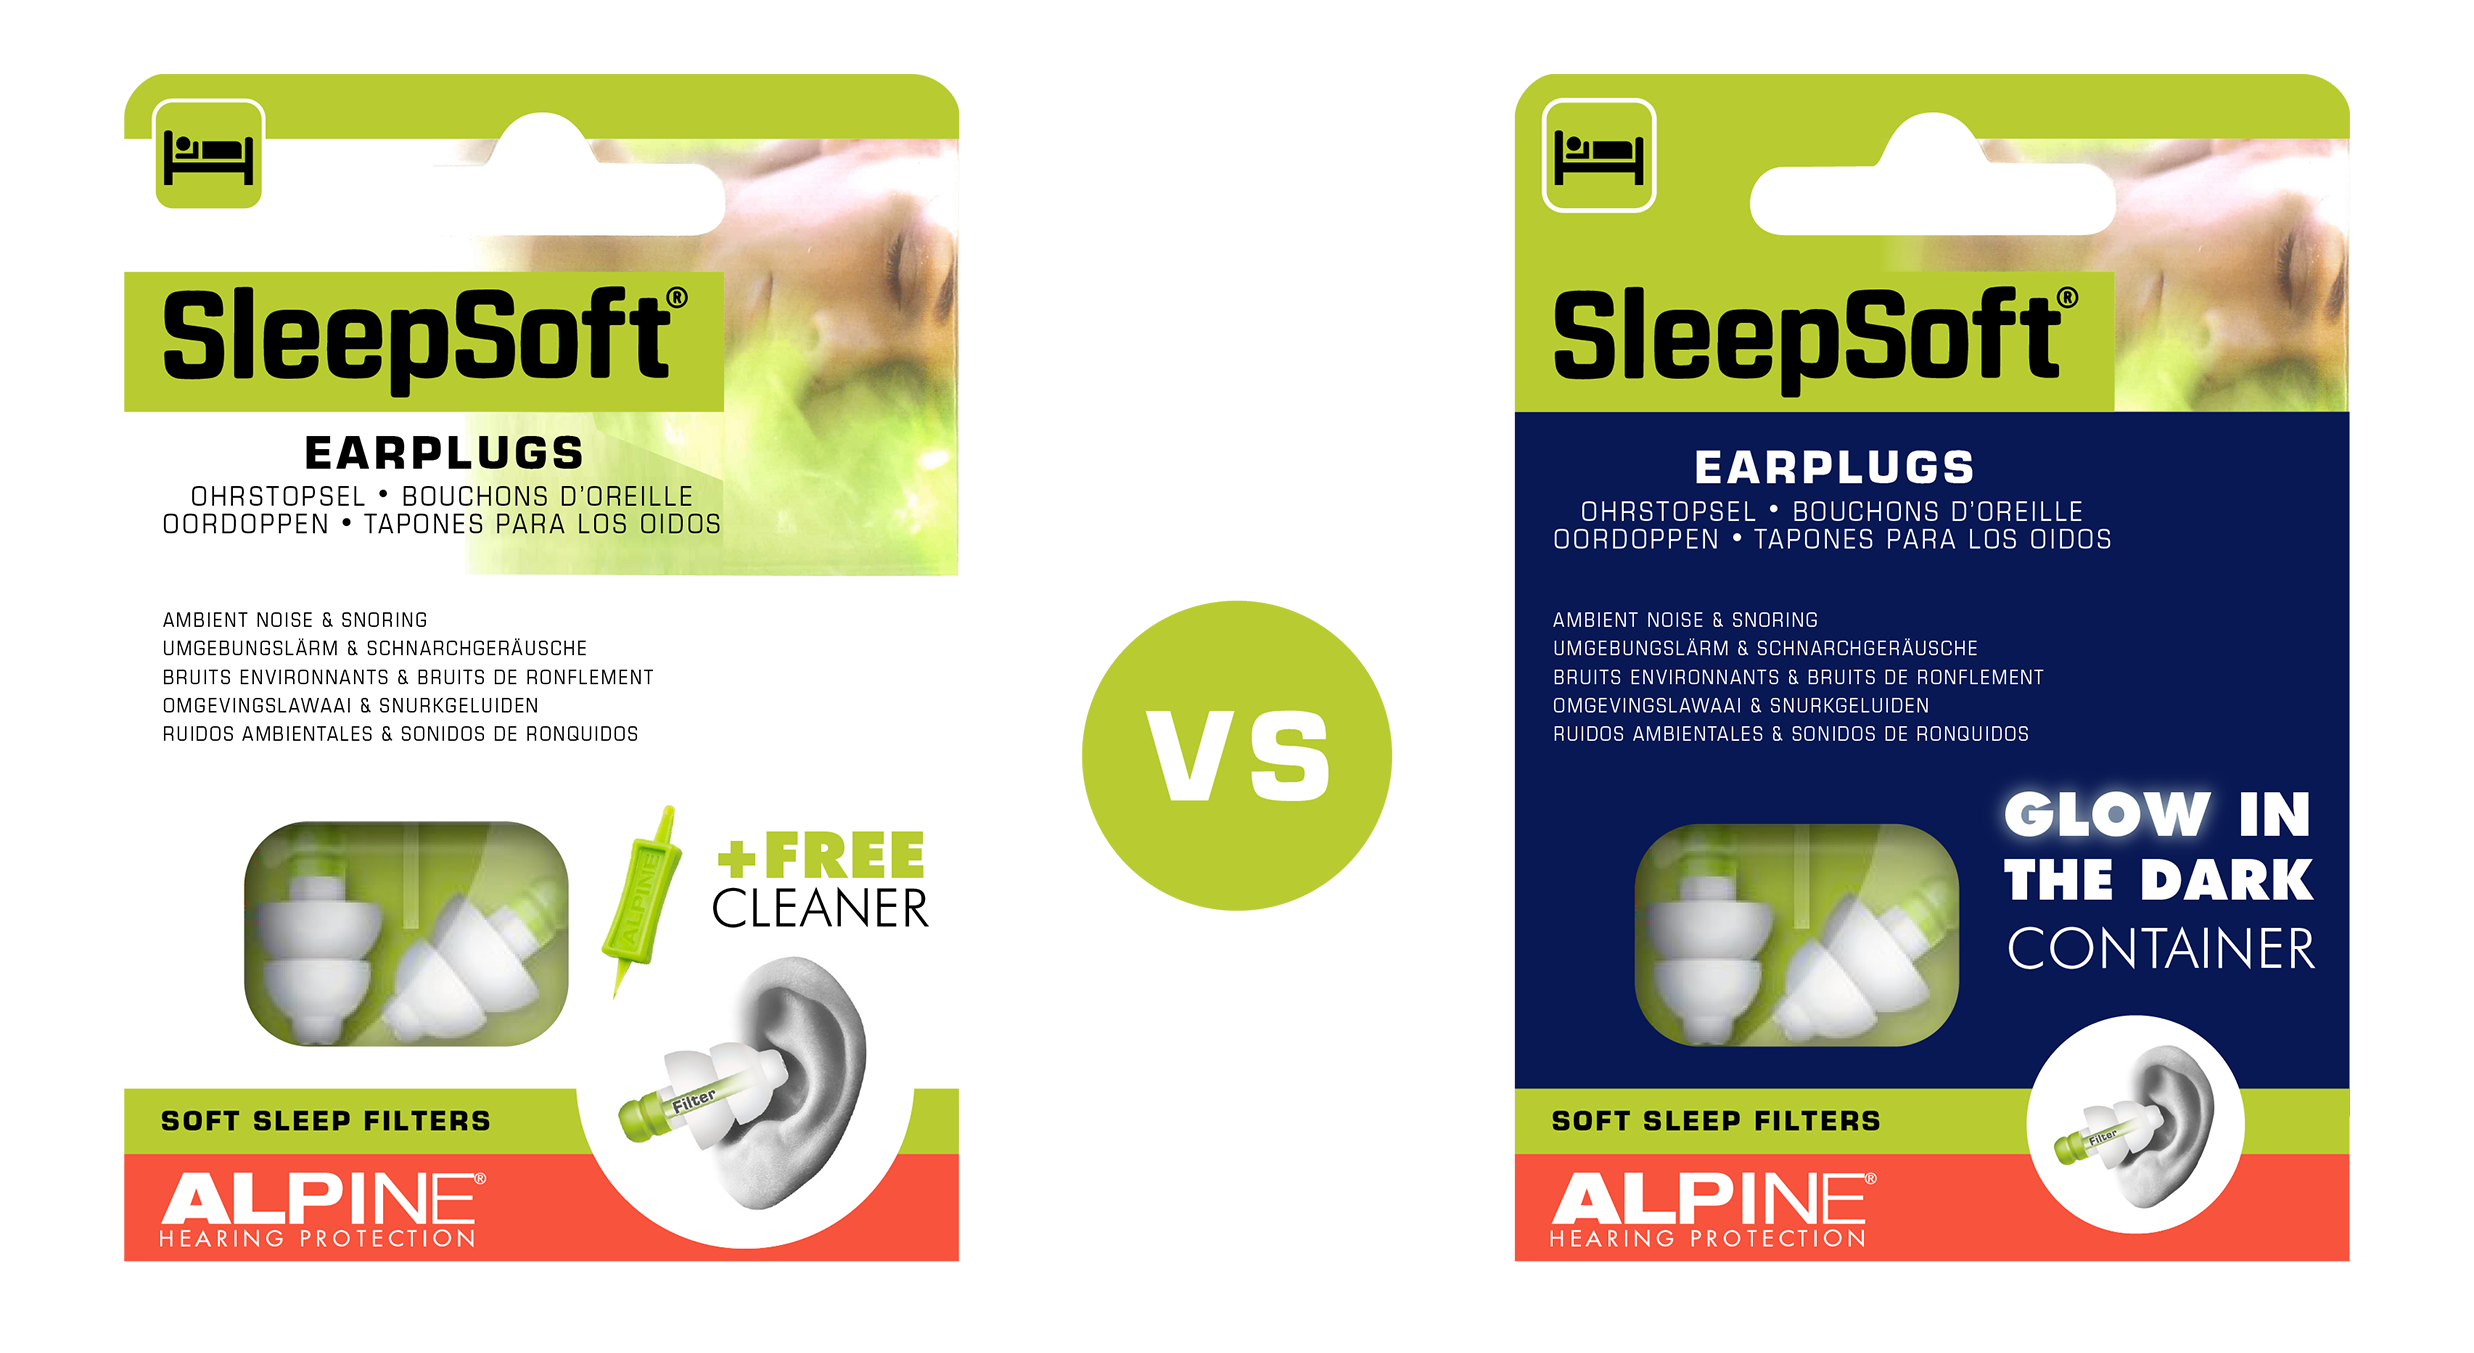 SleepSoft®
EARPLUGS
OHRSTOPSEL • BOUCHONS D'OREILLE
OORDOPPEN • TAPONES PARA LOS OIDOS
AMBIENT NOISE & SNORING
UMGEBUNGSLÄRM & SCHNARCHGERÄUSCHE
BRUITS ENVIRONNANTS & BRUITS DE RONFLEMENT
OMGEVINGSLAWAAI & SNURKGELUIDEN
RUIDOS AMBIENTALES & SONIDOS DE RONQUIDOS
ALPINE
+FREE
CLEANER
Filter
SOFT SLEEP FILTERS
ALPINE®
HEARING PROTECTION
VS
SleepSoft®
EARPLUGS
OHRSTOPSEL • BOUCHONS D'OREILLE
OORDOPPEN • TAPONES PARA LOS OIDOS
AMBIENT NOISE & SNORING
UMGEBUNGSLÄRM & SCHNARCHGERÄUSCHE
BRUITS ENVIRONNANTS & BRUITS DE RONFLEMENT
OMGEVINGSLAWAAI & SNURKGELUIDEN
RUIDOS AMBIENTALES & SONIDOS DE RONQUIDOS
GLOW IN
THE DARK
CONTAINER
Filter
SOFT SLEEP FILTERS
ALPINE®
HEARING PROTECTION